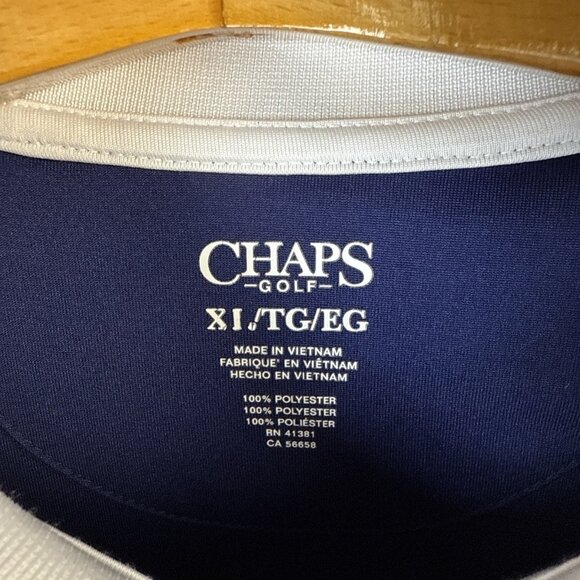 CHAPS
GOLF
XL/TG/EG
MADE IN VIETNAM
FABRIQUE' EN VIÊTNAM
HECHO EN VIETNAM
100% POLYESTER
100% POLYESTER
100% POLIÉSTER
RN 41381
CA 56658